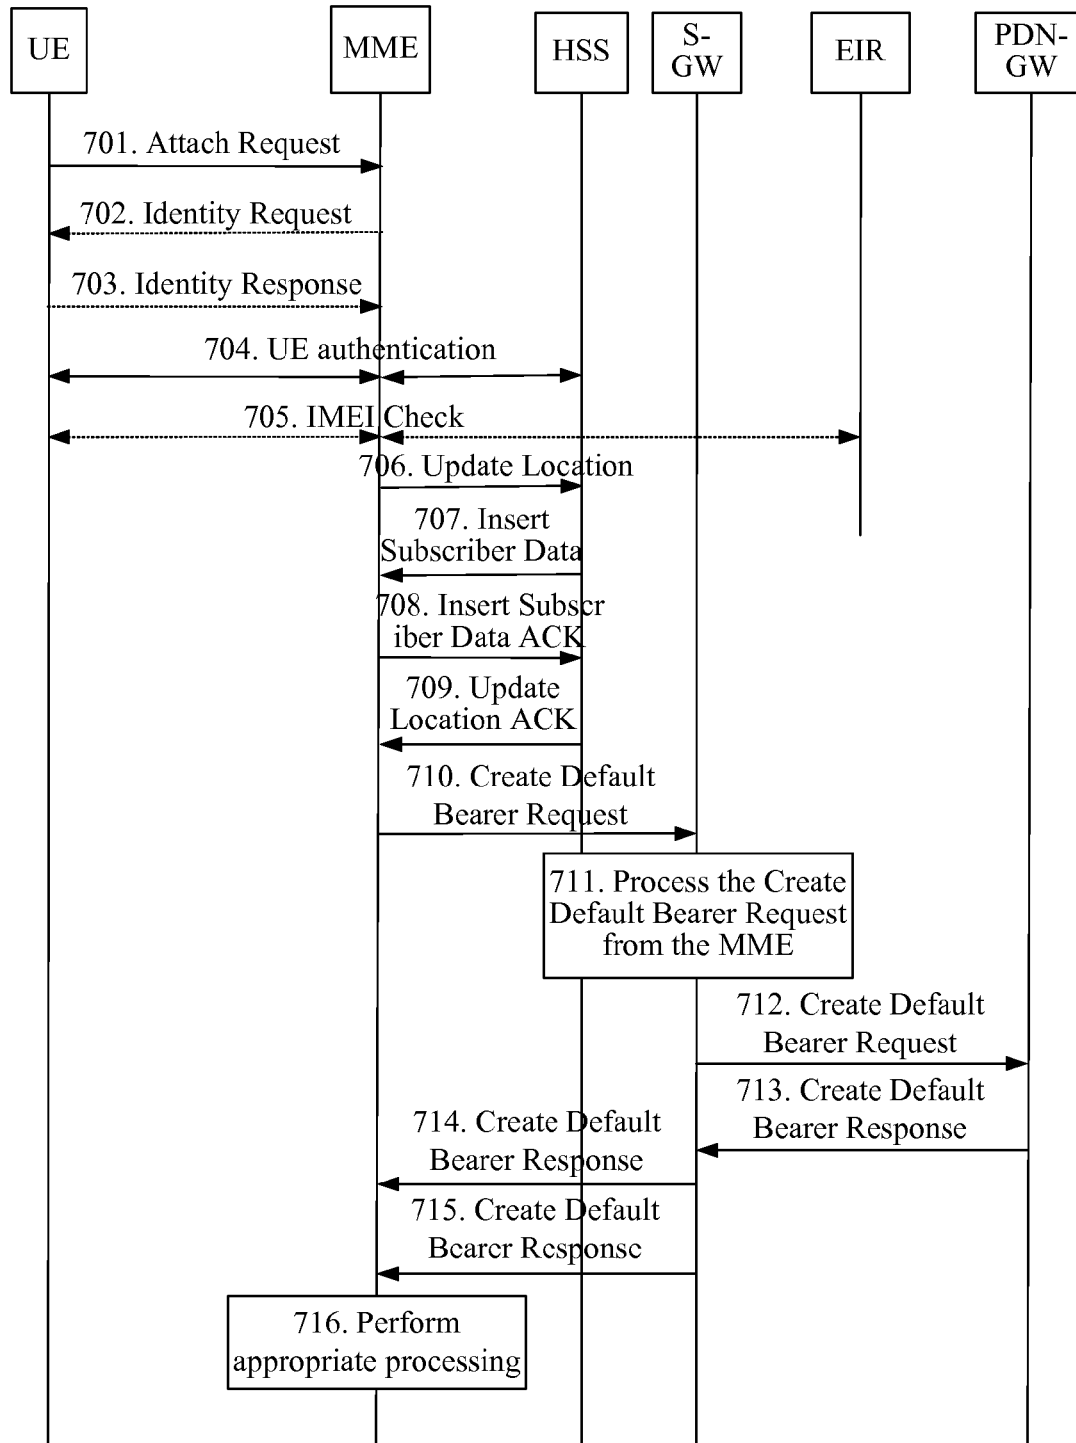 UE
MME
HSS
S-
GW
EIR
PDN-
GW
701. Attach Request
702. Identity Request
703. Identity Response
704. UE authentication
705. IMEI Check
706. Update Location
707. Insert
Subscriber Data
708. Insert Subscr
iber Data ACK
709. Update
Location ACK
710. Create Default
Bearer Request
711. Process the Create
Default Bearer Request
from the MME
712. Create Default
Bearer Request
713. Create Default
Bearer Response
714. Create Default
Bearer Response
715. Create Default
Bearer Response
716. Perform
appropriate processing